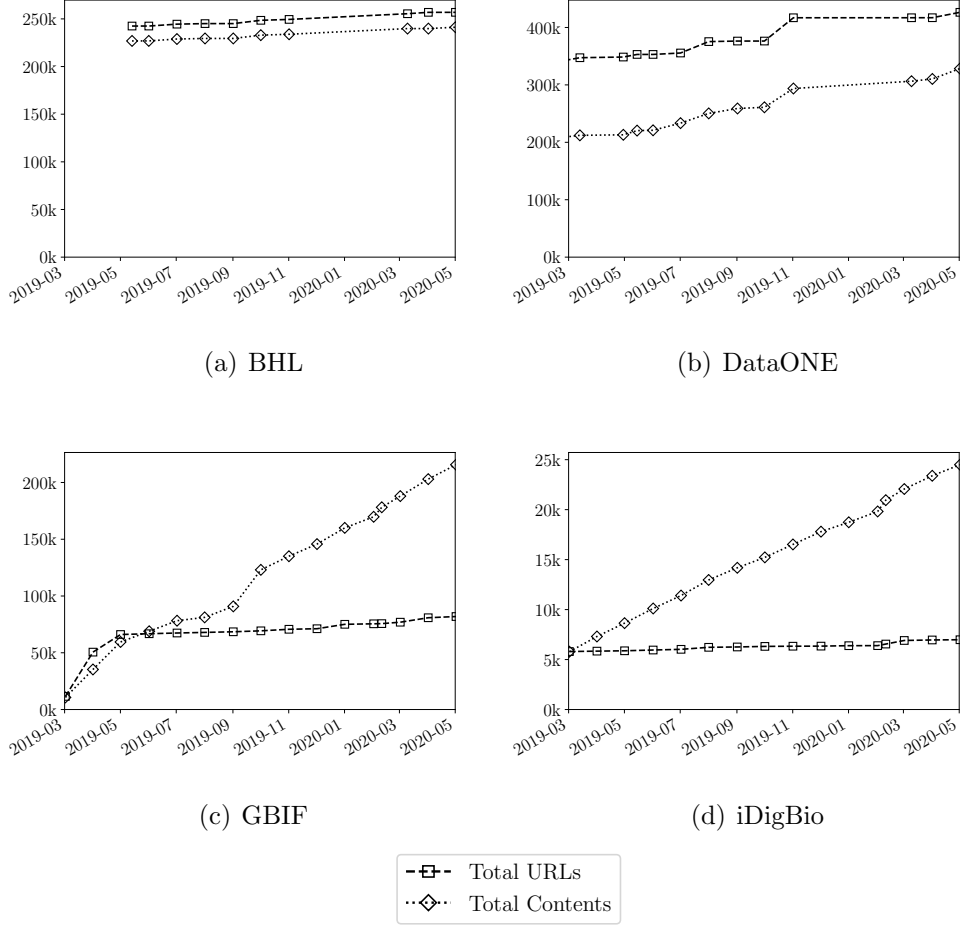 250k
200k
150k
100k
50k
0k
2019-03 2019-05 2019-07 2019-09 2019-11 2020-01 2020-03 2020-05
(a) BHL
400k
300k
200k
100k
0k
2019-03 2019-05 2019-07 2019-09 2019-11 2020-01 2020-03 2020-05
(b) DataONE
200k
150k
100k
50k
0k
2019-03 2019-05 2019-07 2019-09 2019-11 2020-01 2020-03 2020-05
(c) GBIF
25k
20k
15k
10k
5k
0k
2019-03 2019-05 2019-07 2019-09 2019-11 2020-01 2020-03 2020-05
(d) iDigBio
Total URLs
Total Contents